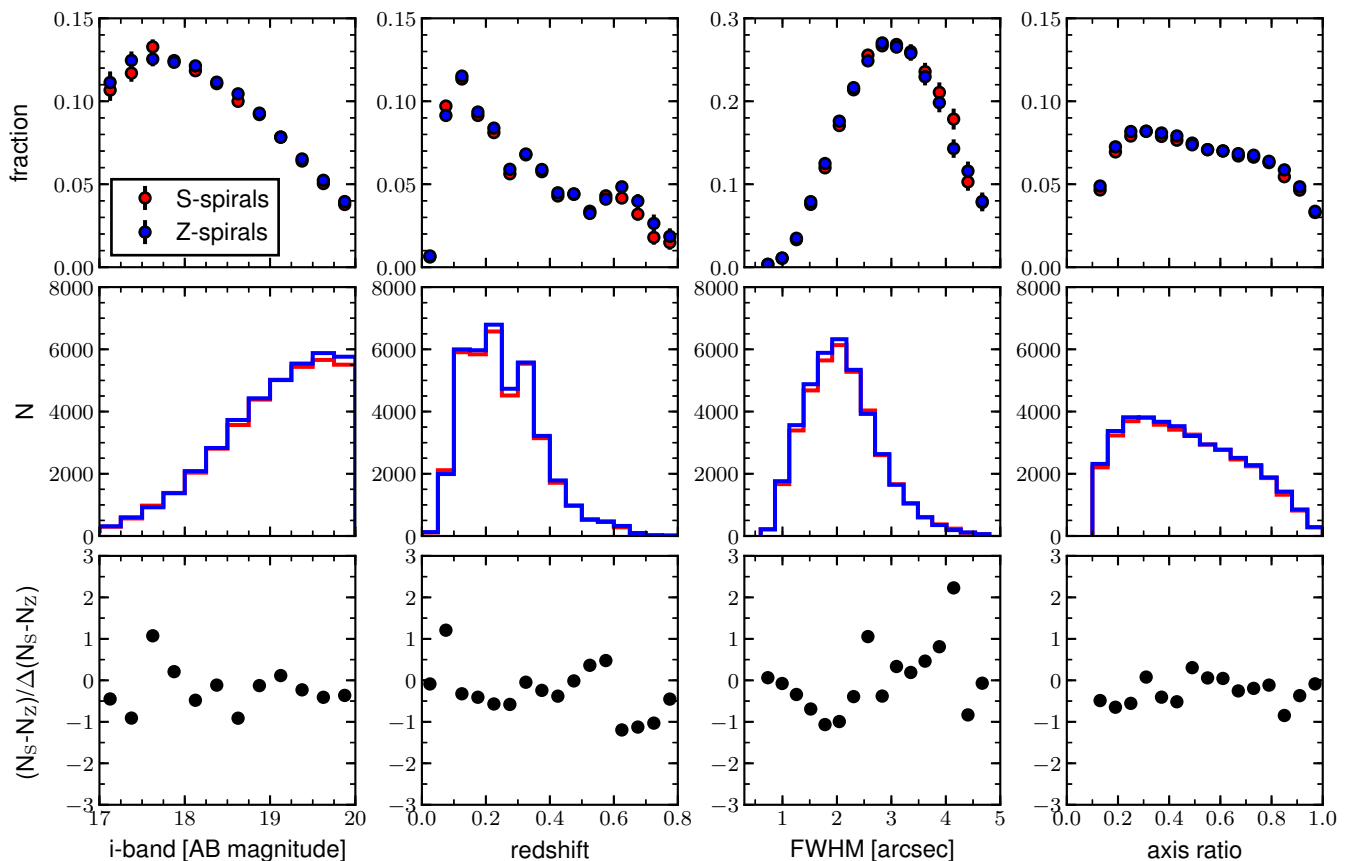 0.15 0.15 0.3 0.15
0.10 0.10 0.2 0.10
fraction
0.05 0.05 0.1 0.05
S-spirals
Z-spirals
0.00 0.00 0.0 0.00
8000 8000 8000 8000
6000 6000 6000 6000
N
4000 4000 4000 4000
2000 2000 2000 2000
0 0 0 0
3 3 3 3
2 2 2 2
1 1 1 1
(NS-NZ)/Δ(NS-NZ)
0 0 0 0
−1 −1 −1 −1
−2 −2 −2 −2
−3 −3 −3 −3
17 18 19 20 0.0 0.2 0.4 0.6 0.8 1 2 3 4 5 0.0 0.2 0.4 0.6 0.8 1.0
i-band [AB magnitude] redshift FWHM [arcsec] axis ratio